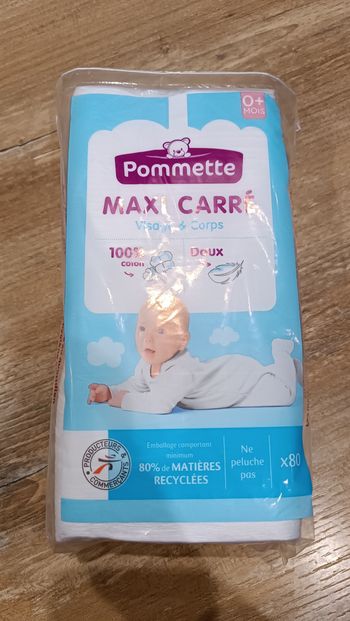 0+
MOIS
Pommette
MAXI CARRÉ
Visage & Corps
100% Doux
coton
PRODUCTEURS & COMMERÇANTS
Emballage comportant
minimum
80% de MATIÈRES
RECYCLÉES
Ne
peluche
pas
x80